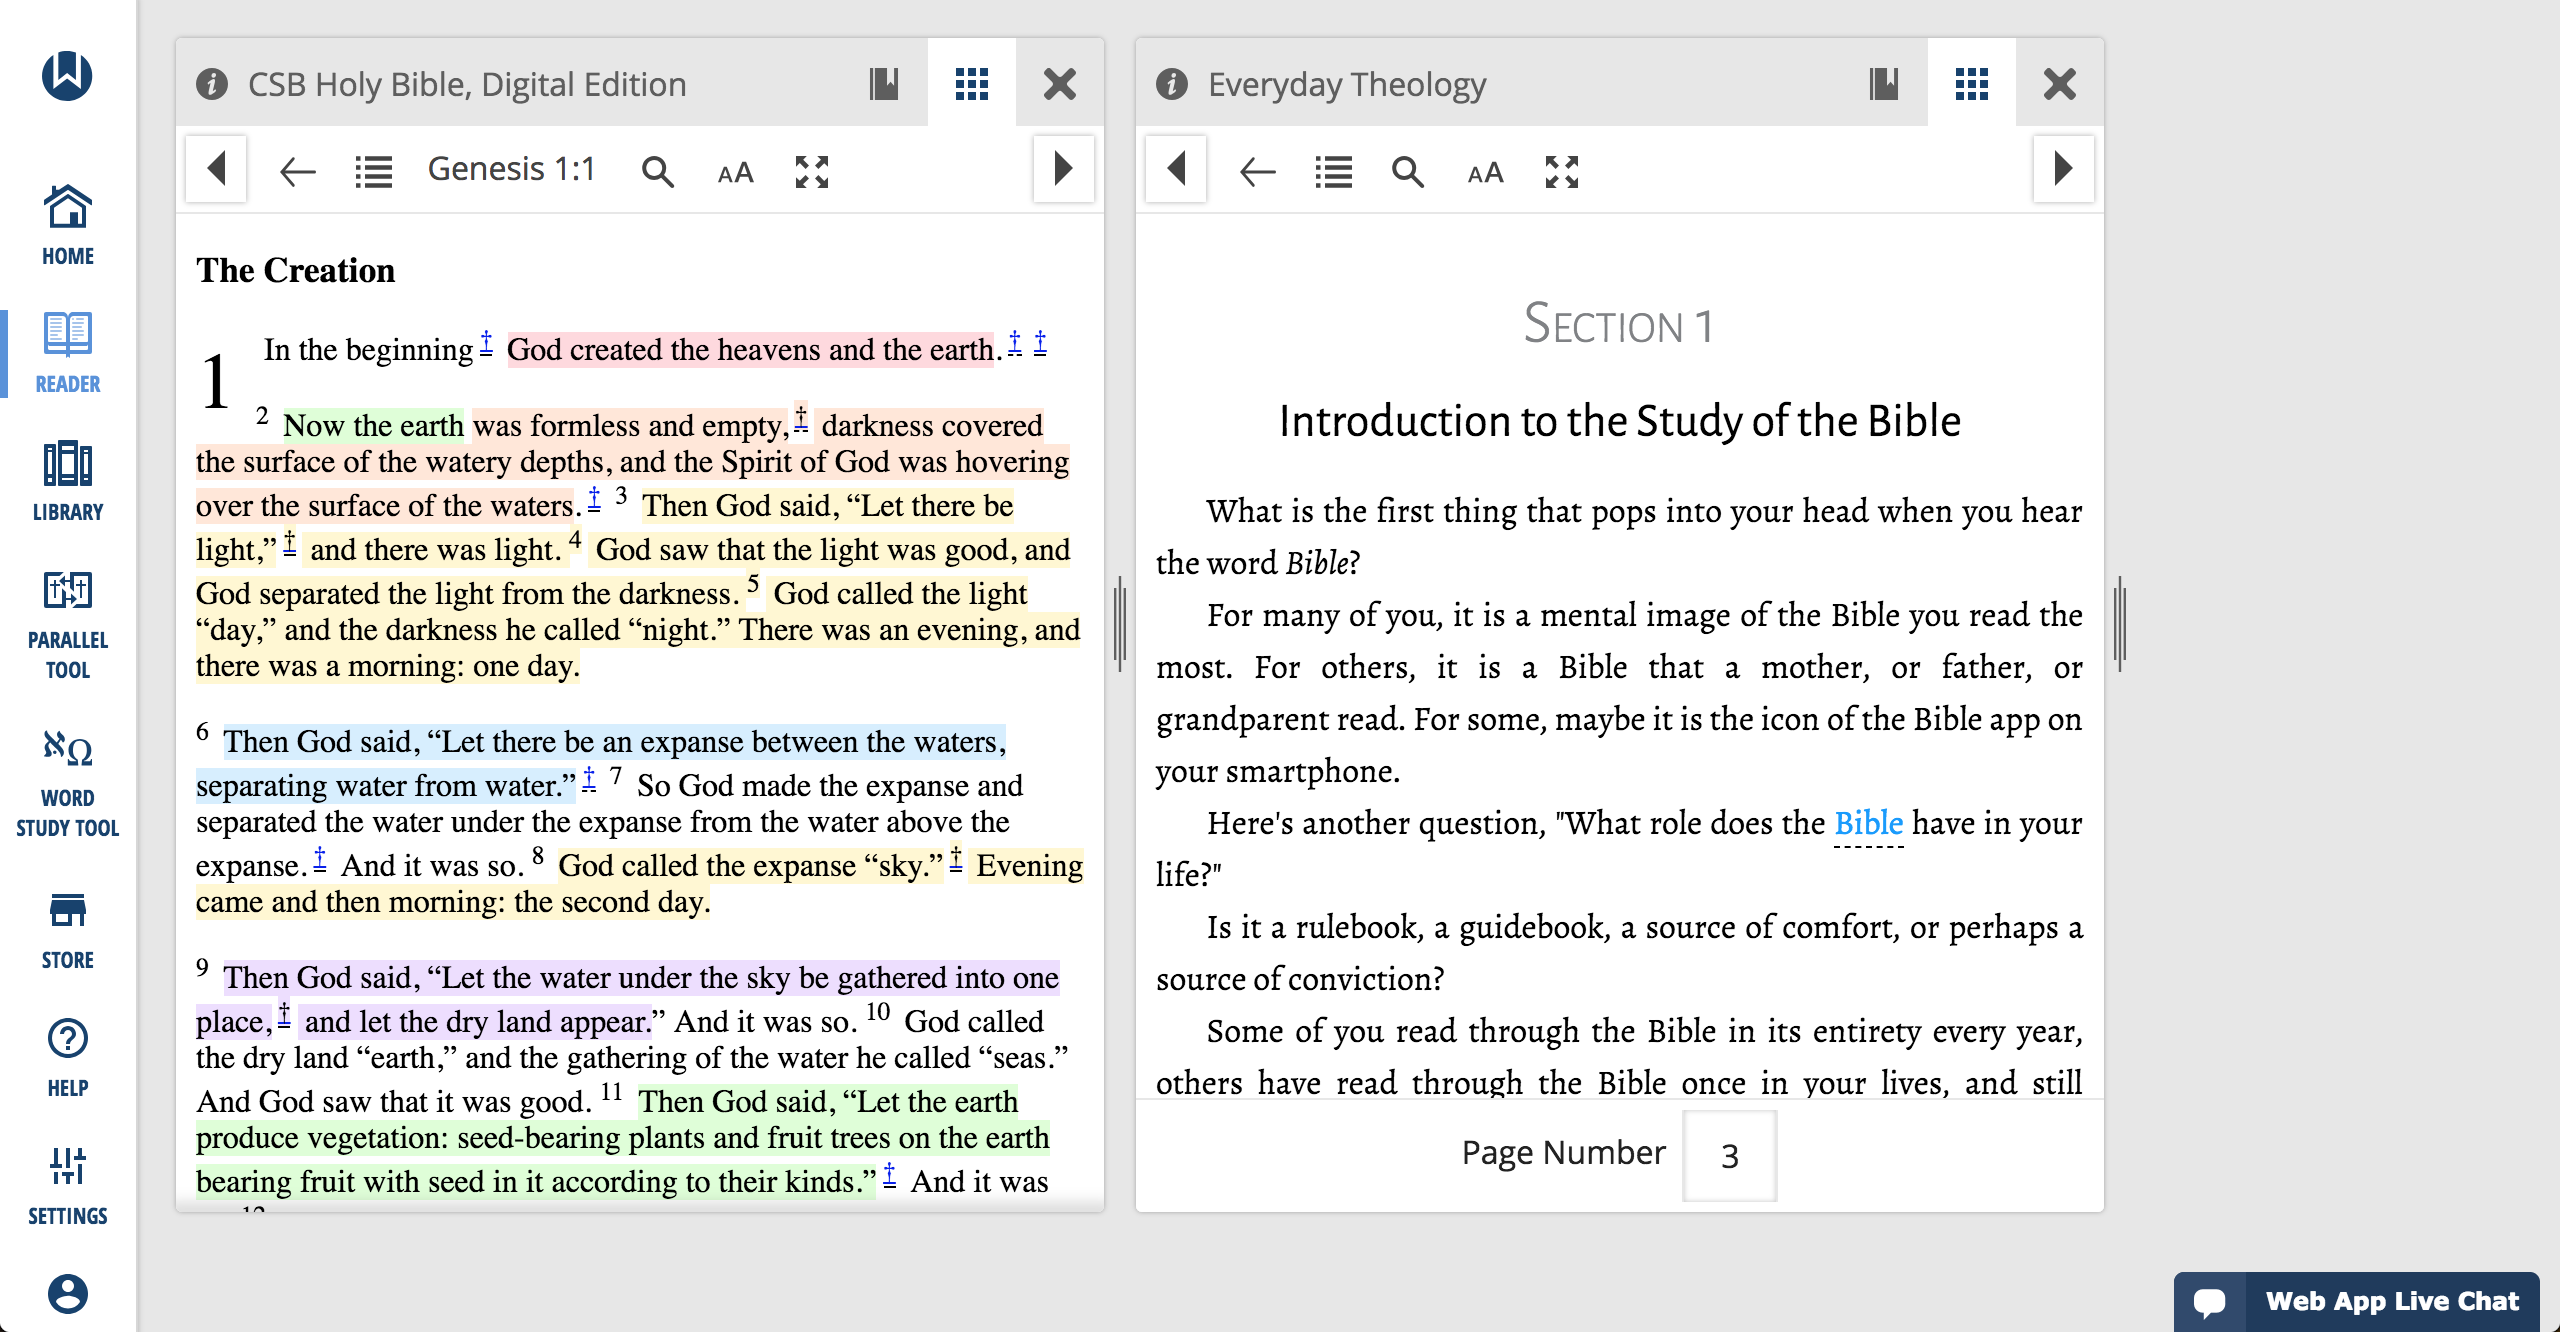 HOME
READER
LIBRARY
PARALLEL
TOOL
WORD
STUDY TOOL
STORE
HELP
SETTINGS
CSB Holy Bible, Digital Edition
Genesis 1:1
AA
The Creation
1 In the beginning‡ God created the heavens and the earth.‡ ‡
2 Now the earth was formless and empty,‡ darkness covered
the surface of the watery depths, and the Spirit of God was hovering
over the surface of the waters.‡ 3 Then God said, “Let there be
light,”‡ and there was light. 4 God saw that the light was good, and
God separated the light from the darkness. 5 God called the light
“day,” and the darkness he called “night.” There was an evening, and
there was a morning: one day.
6 Then God said, “Let there be an expanse between the waters,
separating water from water.”‡ 7 So God made the expanse and
separated the water under the expanse from the water above the
expanse.‡ And it was so. 8 God called the expanse “sky.”‡ Evening
came and then morning: the second day.
9 Then God said, “Let the water under the sky be gathered into one
place,‡ and let the dry land appear.” And it was so. 10 God called
the dry land “earth,” and the gathering of the water he called “seas.”
And God saw that it was good. 11 Then God said, “Let the earth
produce vegetation: seed-bearing plants and fruit trees on the earth
bearing fruit with seed in it according to their kinds.”‡ And it was
Everyday Theology
AA
SECTION 1
Introduction to the Study of the Bible
What is the first thing that pops into your head when you hear
the word Bible?
For many of you, it is a mental image of the Bible you read the
most. For others, it is a Bible that a mother, or father, or
grandparent read. For some, maybe it is the icon of the Bible app on
your smartphone.
Here's another question, "What role does the Bible have in your
life?"
Is it a rulebook, a guidebook, a source of comfort, or perhaps a
source of conviction?
Some of you read through the Bible in its entirety every year,
others have read through the Bible once in your lives, and still
Page Number 3
Web App Live Chat